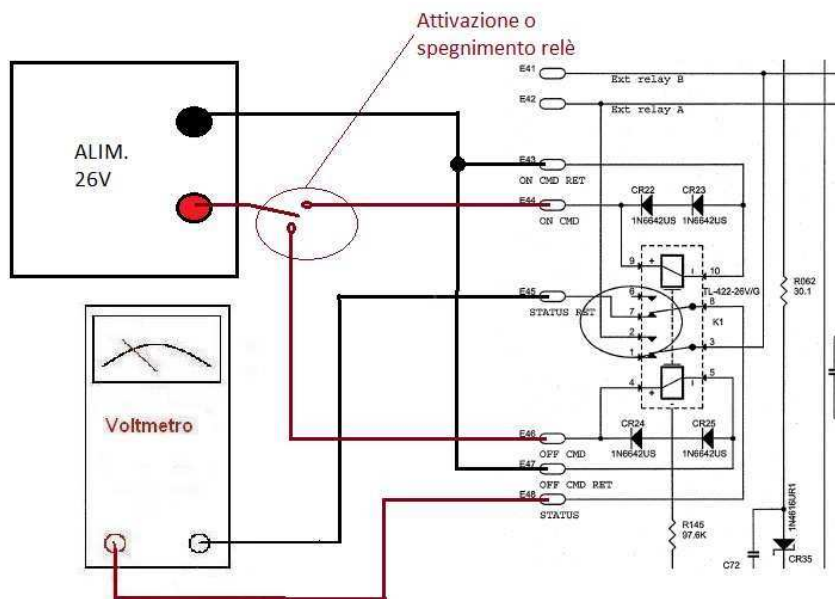 Attivazione o
spegnimento relè
ALIM.
26V
Voltmetro
E41
Ext relay B
E42
Ext relay A
E43
ON CMD RET
E44
ON CMD
CR22
CR23
1N6642US
1N6642US
9
+
I
10
TL-422-26V/G
R062
30.1
E45
STATUS RET
6
8
7
K1
2
1
3
4
+
I
5
E46
OFF CMD
CR24
CR25
1N6642US
1N6642US
E47
OFF CMD RET
E48
STATUS
R145
97.6K
C72
1N4616UR1
CR35